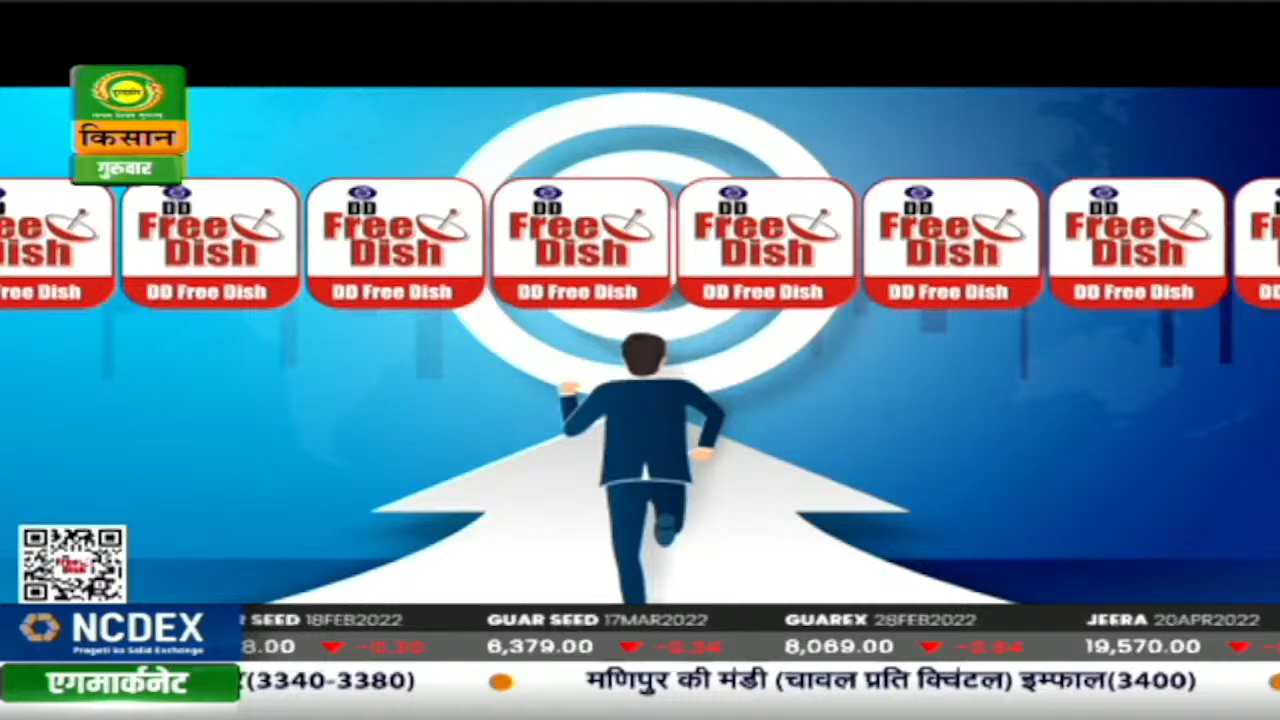 किसान
गुरुवार
DD
Free
Dish
DD Free Dish
DD
Free
Dish
DD Free Dish
DD
Free
Dish
DD Free Dish
DD
Free
Dish
DD Free Dish
DD
Free
Dish
DD Free Dish
DD
Free
Dish
DD Free Dish
NCDEX
SEED 18FEB2022 GUAR SEED 17MAR2022 GUAREX 28FEB2022 JEERA 20APR2022
8.00 6,379.00 8,069.00 19,570.00
एगमार्कनेट
(3340-3380) मणिपुर की मंडी (चावल प्रति क्विंटल) इम्फाल(3400)